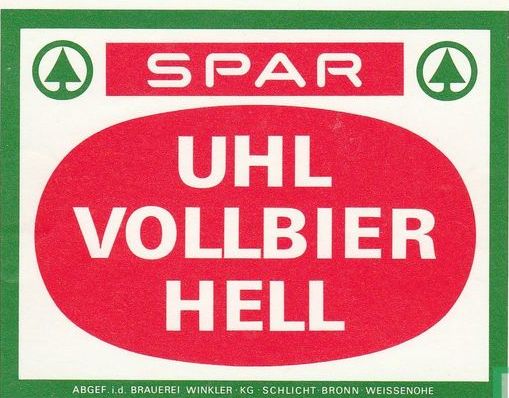 SPAR
UHL
VOLLBIER
HELL
ABGEF. i.d. BRAUEREI WINKLER · KG · SCHLICHT · BRONN · WEISSENOHE